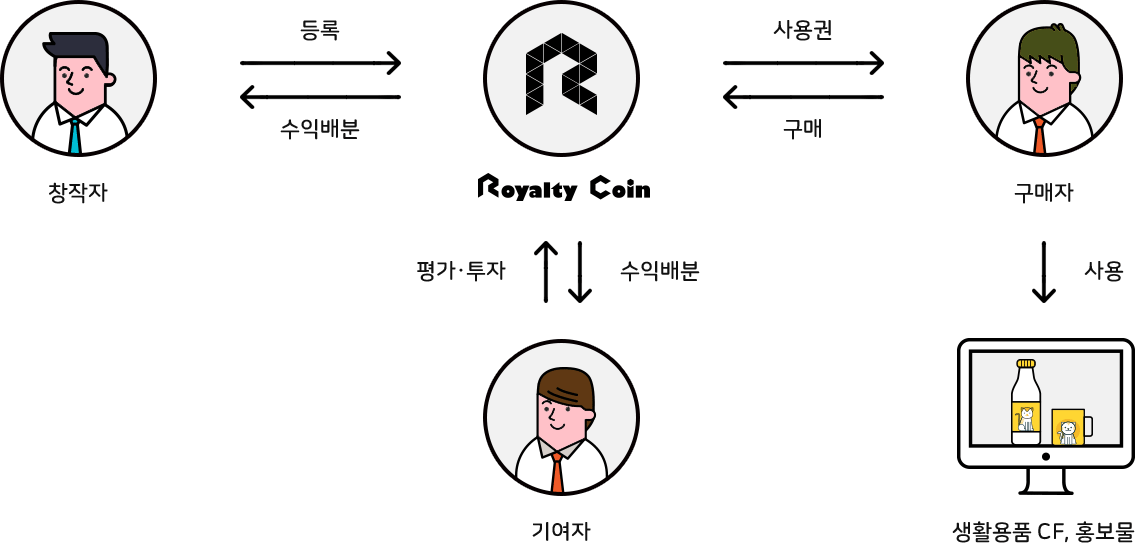 등록
사용권
수익배분
구매
창작자
Royalty Coin
구매자
평가·투자
수익배분
사용
기여자
생활용품 CF, 홍보물